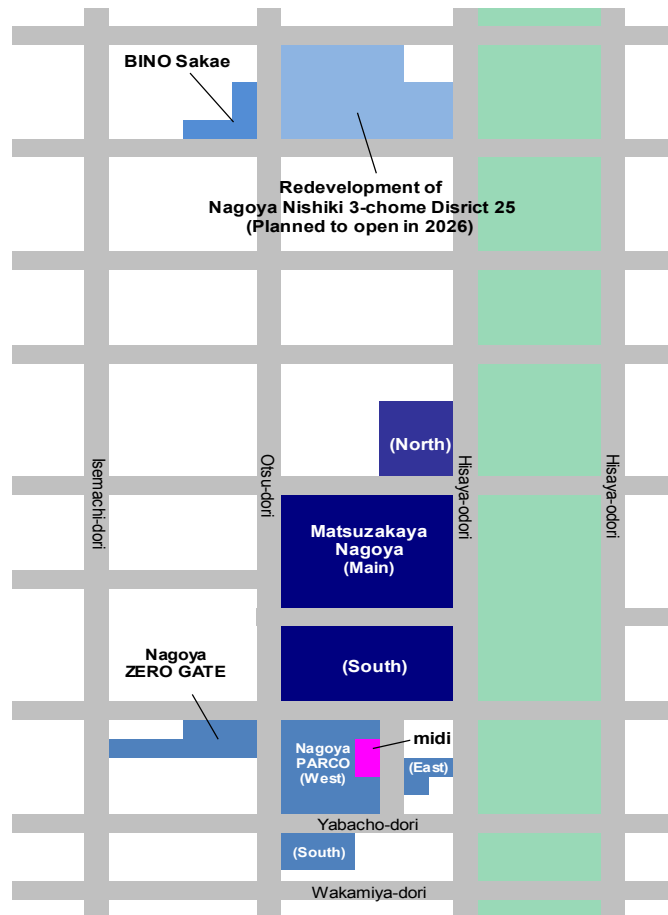 BINO Sakae
Redevelopment of
Nagoya Nishiki 3-chome Disrict 25
(Planned to open in 2026)
(North)
Isemachi-dori
Otsu-dori
Hisaya-odori
Hisaya-odori
Matsuzakaya
Nagoya
(Main)
(South)
Nagoya
ZERO GATE
Nagoya
PARCO
(West)
midi
(East)
Yabacho-dori
(South)
Wakamiya-dori